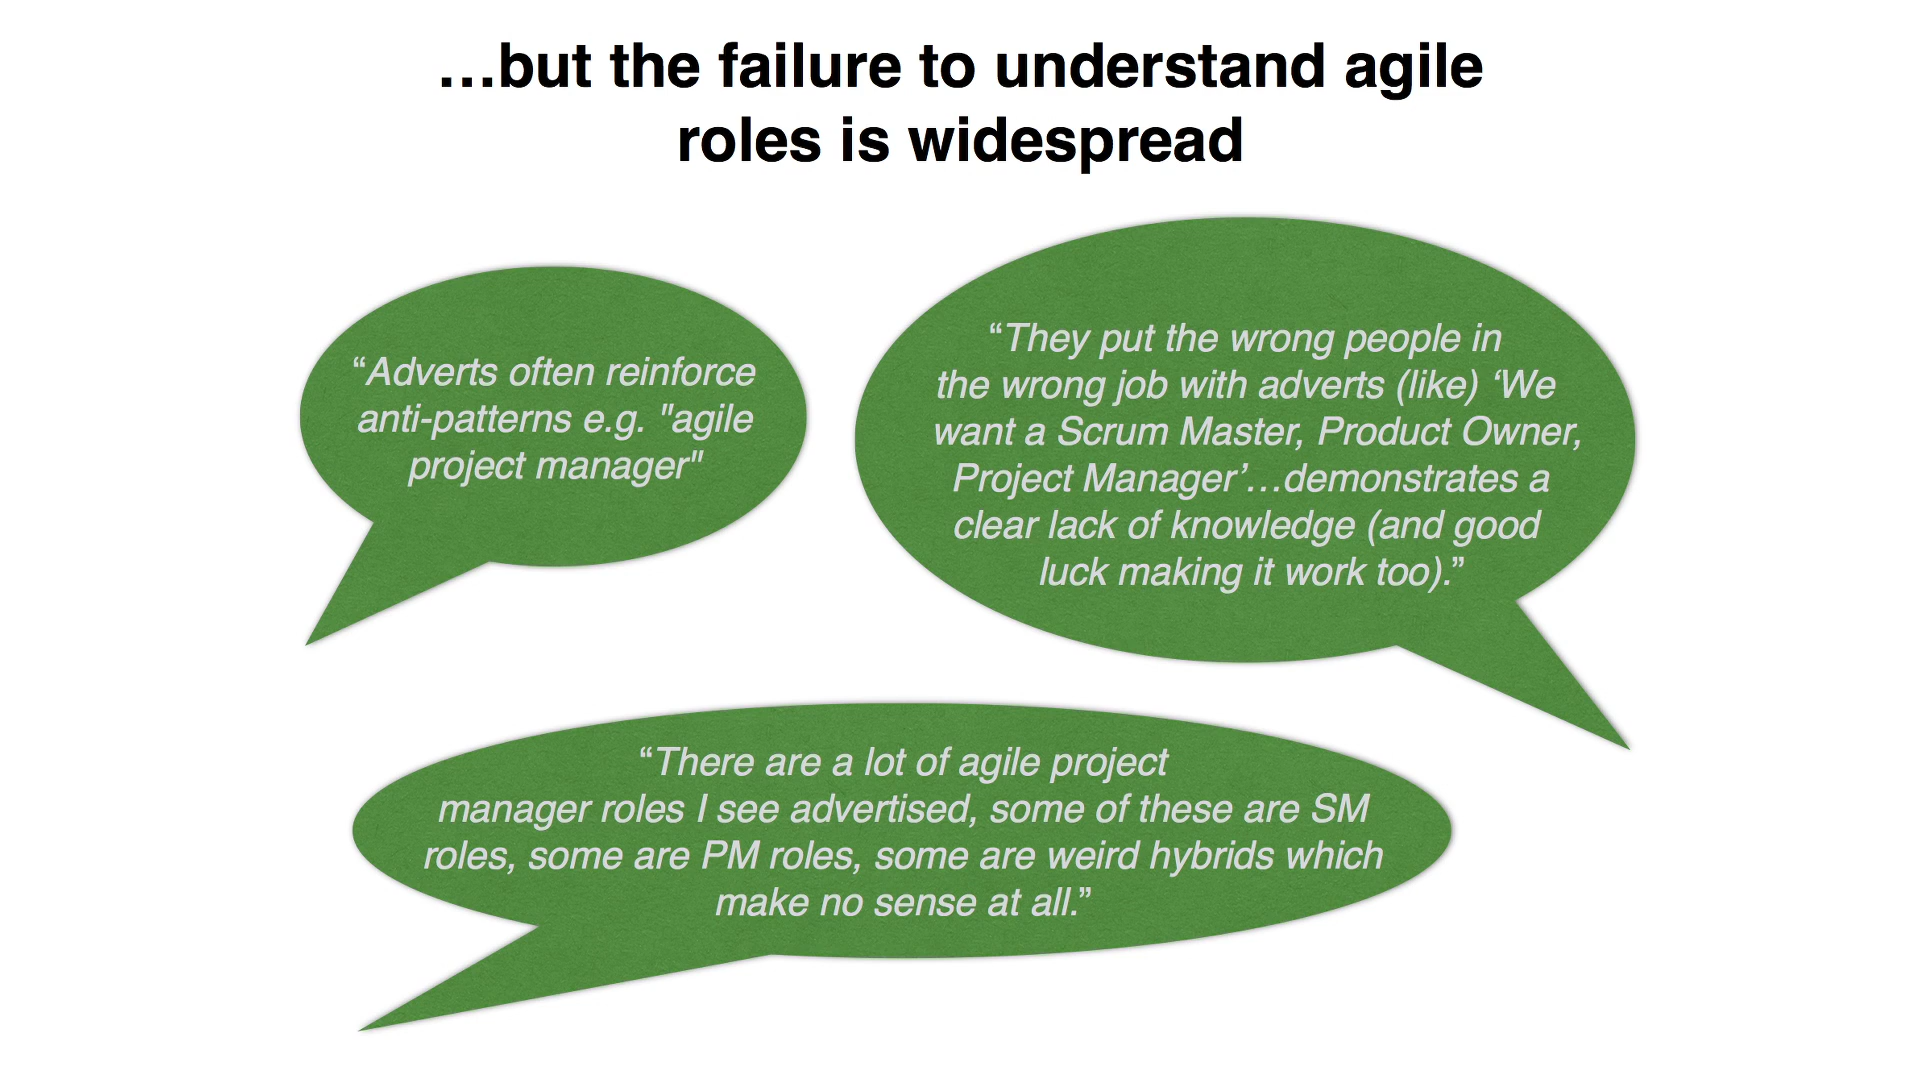 …but the failure to understand agile
roles is widespread
“Adverts often reinforce
anti-patterns e.g. "agile
project manager"
“They put the wrong people in
the wrong job with adverts (like) ‘We
want a Scrum Master, Product Owner,
Project Manager’…demonstrates a
clear lack of knowledge (and good
luck making it work too).”
“There are a lot of agile project
manager roles I see advertised, some of these are SM
roles, some are PM roles, some are weird hybrids which
make no sense at all.”